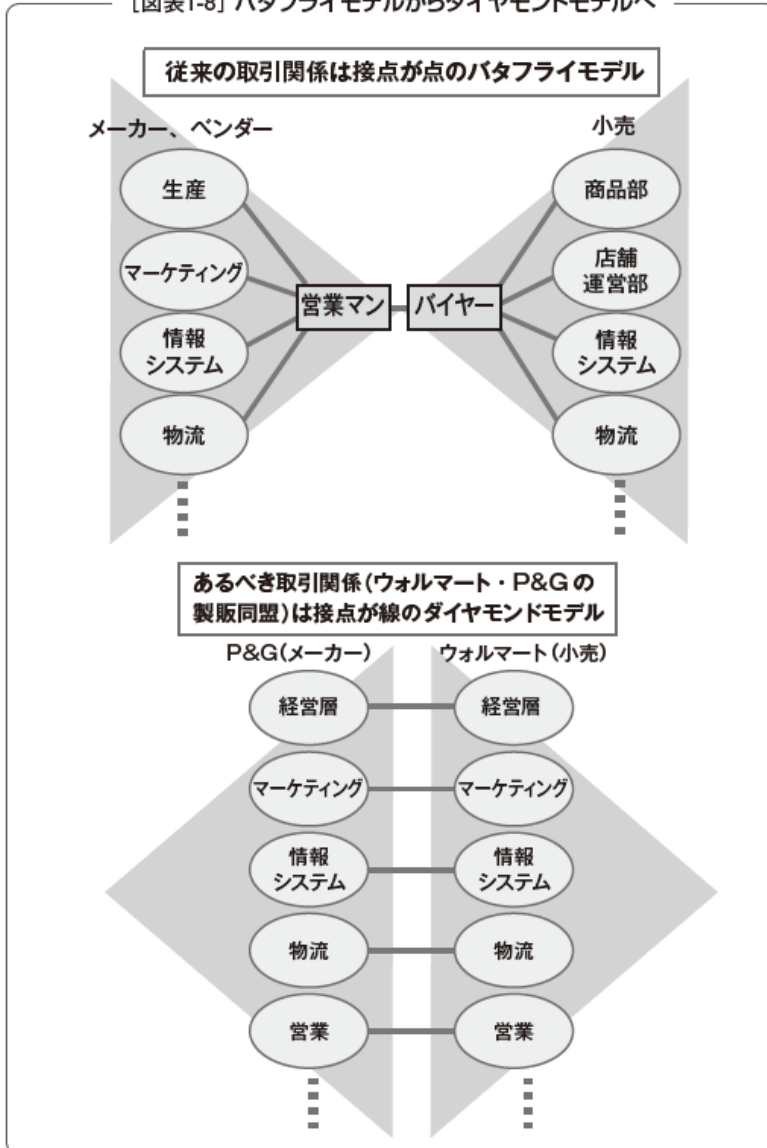 [図表1-8] バタフライモデルからダイヤモンドモデルへ
従来の取引関係は接点が点のバタフライモデル
メーカー、ベンダー
小売
生産
マーケティング
情報
システム
物流
営業マン
バイヤー
商品部
店舗
運営部
情報
システム
物流
あるべき取引関係(ウォルマート・P&Gの
製販同盟)は接点が線のダイヤモンドモデル
P&G(メーカー)
ウォルマート(小売)
経営層
経営層
マーケティング
マーケティング
情報
システム
情報
システム
物流
物流
営業
営業